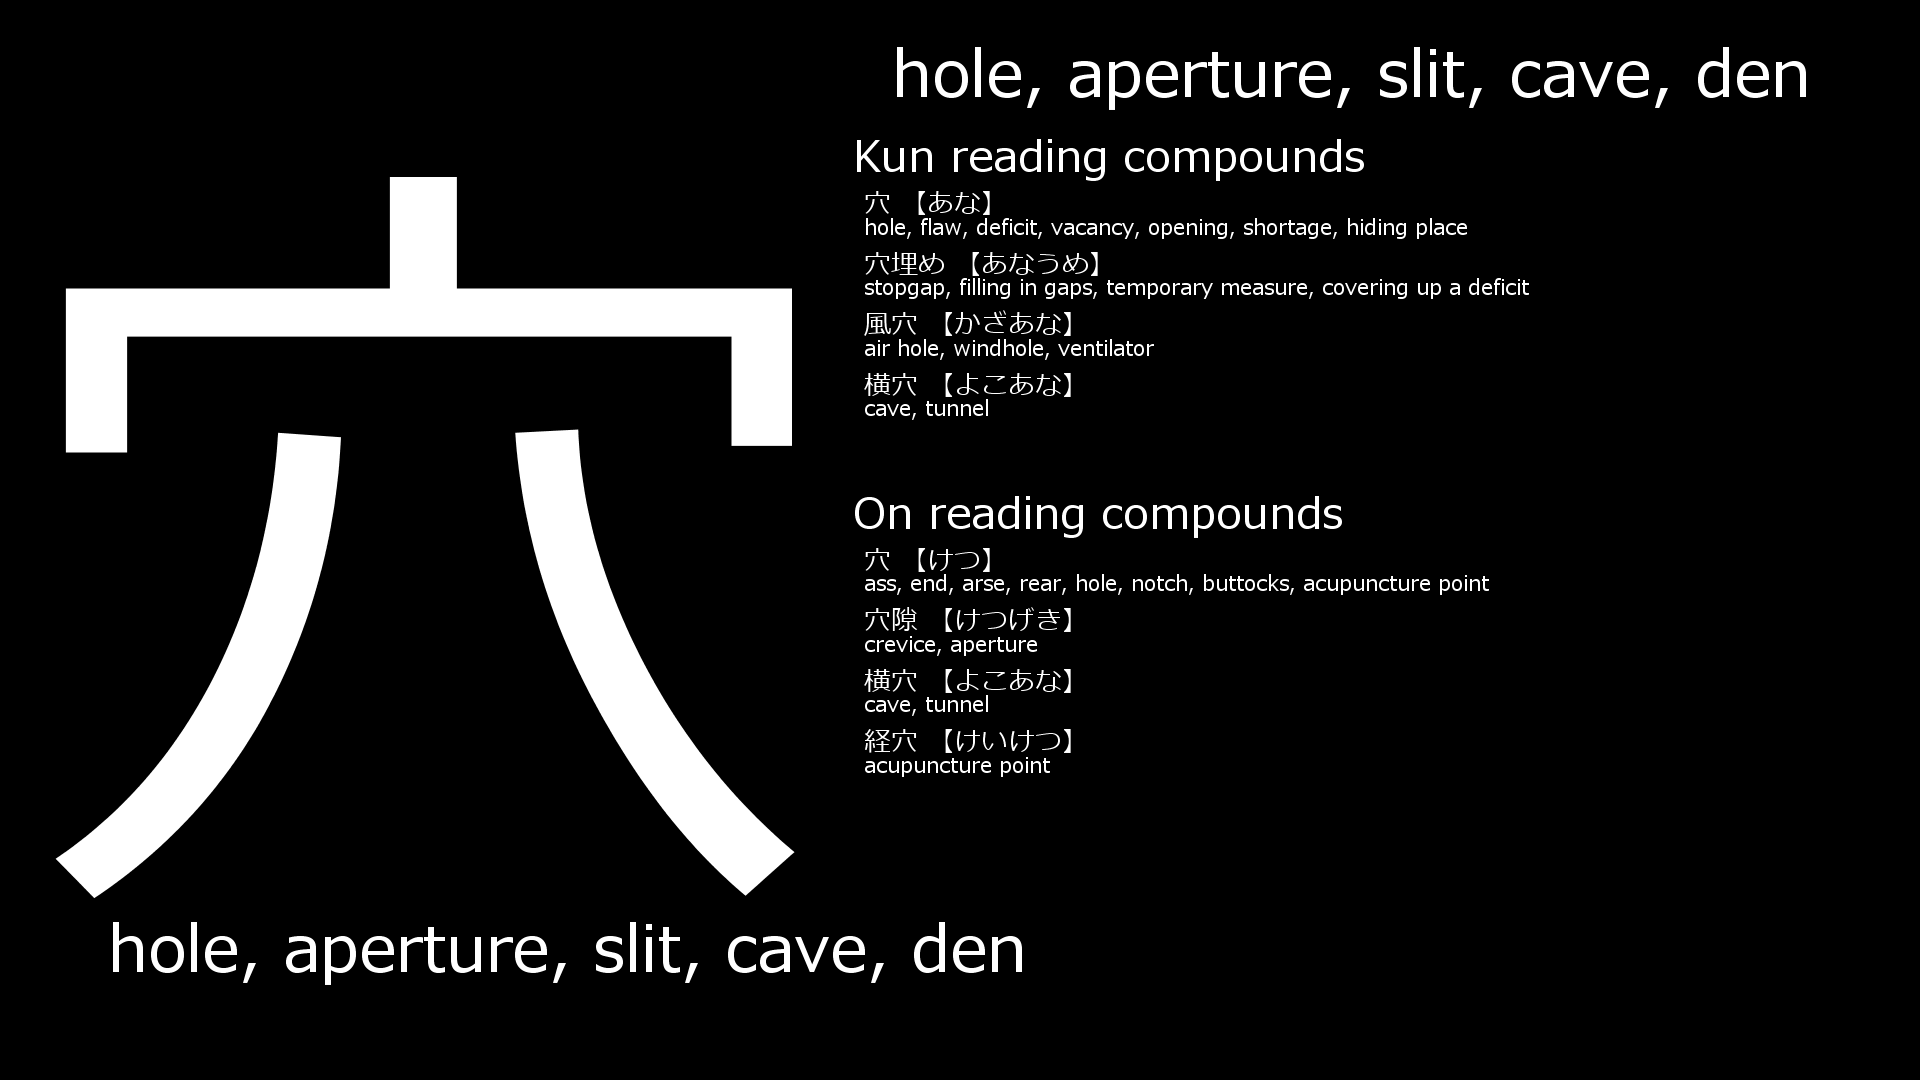 穴
hole, aperture, slit, cave, den
hole, aperture, slit, cave, den
Kun reading compounds
穴 【あな】
hole, flaw, deficit, vacancy, opening, shortage, hiding place
穴埋め 【あなうめ】
stopgap, filling in gaps, temporary measure, covering up a deficit
風穴 【かざあな】
air hole, windhole, ventilator
横穴 【よこあな】
cave, tunnel
On reading compounds
穴 【けつ】
ass, end, arse, rear, hole, notch, buttocks, acupuncture point
穴隙 【けつげき】
crevice, aperture
横穴 【よこあな】
cave, tunnel
経穴 【けいけつ】
acupuncture point